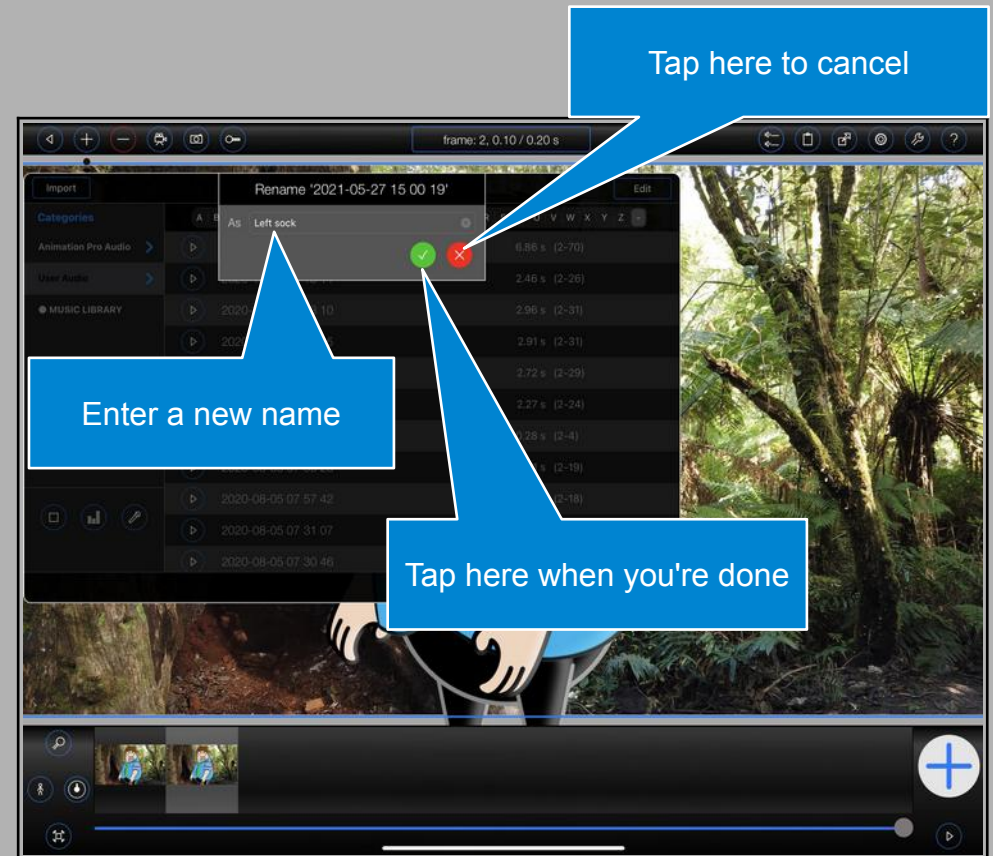 Tap here to cancel
frame: 2, 0.10 / 0.20 s
?
Import
Rename '2021-05-27 15 00 19'
Edit
Categories
A
As Left sock
V W X Y Z -
Animation Pro Audio
6.86 s (2-70)
User Audio
2.46 s (2-26)
MUSIC LIBRARY
2.96 s (2-31)
2.91 s (2-31)
2.72 s (2-29)
Enter a new name
2.27 s (2-24)
(2-4)
(2-19)
2020-08-05 07 57 42
(2-18)
2020-08-05 07 31 07
2020-08-05 07 30 46
Tap here when you're done